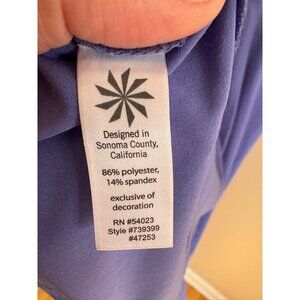 Designed in
Sonoma County,
California
86% polyester,
14% spandex
exclusive of
decoration
RN #54023
Style #739399
#47253